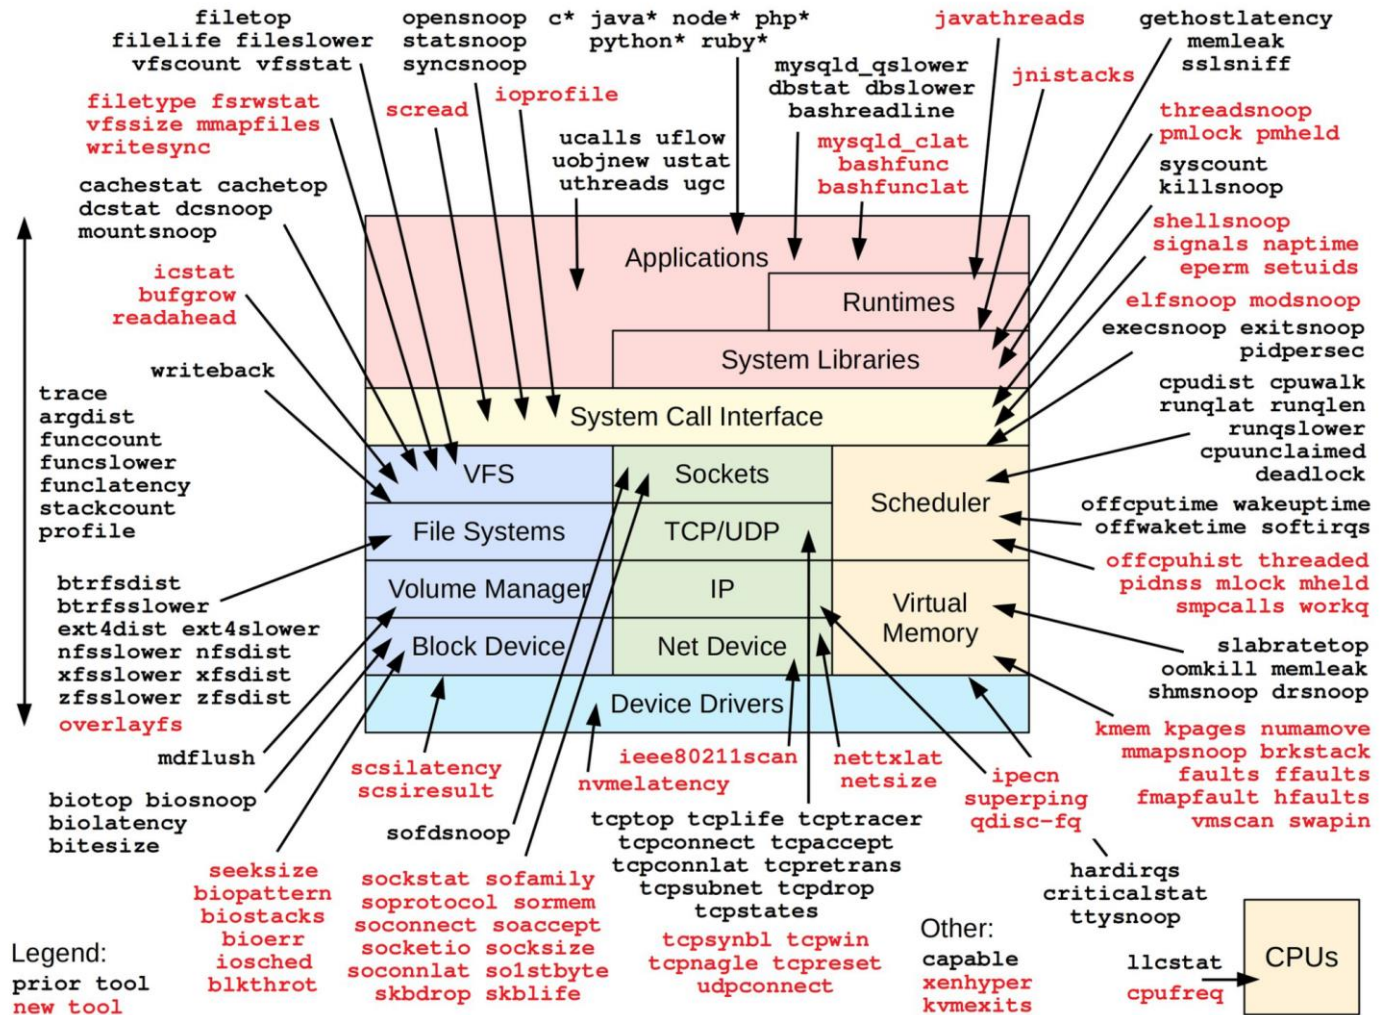 filetop
filelife fileslower
vfscount vfsstat
opensnoop
statsnoop
syncsnoop
c* java* node* php*
python* ruby*
javathreads
gethostlatency
memleak
sslsniff
mysqld_qslower
dbstat dbslower
bashreadline
jnistacks
filetype fsrwstat
vfssize mmapfiles
writesync
scread
ioprofile
threadsnoop
pmlock pmheld
ucalls uflow
uobjnew ustat
uthreads ugc
mysqld_clat
bashfunc
bashfunclat
syscount
killsnoop
cachestat cachetop
dcstat dcsnoop
mountsnoop
shellsnoop
signals naptime
eperm setuids
icstat
bufgrow
readahead
elfsnoop modsnoop
execsnoop exitsnoop
pidpersec
writeback
trace
argdist
funccount
funcslower
funclatency
stackcount
profile
cpudist cpuwalk
runqlat runqlen
runqslower
cpuunclaimed
deadlock
offcputime wakeuptime
offwaketime softirqs
offcpuhist threaded
pidnss mlock mheld
smpcalls workq
btrfsdist
btrfsslower
ext4dist ext4slower
nfsslower nfsdist
xfsslower xfsdist
zfsslower zfsdist
overlayfs
slabratetop
oomkill memleak
shmsnoop drsnoop
Applications
Runtimes
System Libraries
System Call Interface
VFS
Sockets
Scheduler
File Systems
TCP/UDP
Volume Manager
IP
Virtual
Memory
Block Device
Net Device
Device Drivers
mdflush
scsilatency
scsiresult
ieee80211scan
nvmelatency
nettxlat
netsize
ipecn
superping
qdisc-fq
kmem kpages numamove
mmapsnoop brkstack
faults ffaults
fmapfault hfaults
vmscan swapin
biotop biosnoop
biolatency
bitesize
sofdsnoop
tcptop tcplife tcptracer
tcpconnect tcpaccept
tcpconnlat tcpretrans
tcpsubnet tcpdrop
tcpstates
hardirqs
criticalstat
ttysnoop
seeksize
biopattern
biostacks
bioerr
iosched
blkthrot
sockstat sofamily
soprotocol sormem
soconnect soaccept
socketio socksize
soconnlat so1stbyte
skbdrop skblife
tcpsynbl tcpwin
tcpnagle tcpreset
udpconnect
Legend:
prior tool
new tool
Other:
capable
xenhyper
kvmexits
llcstat
cpufreq
CPUs